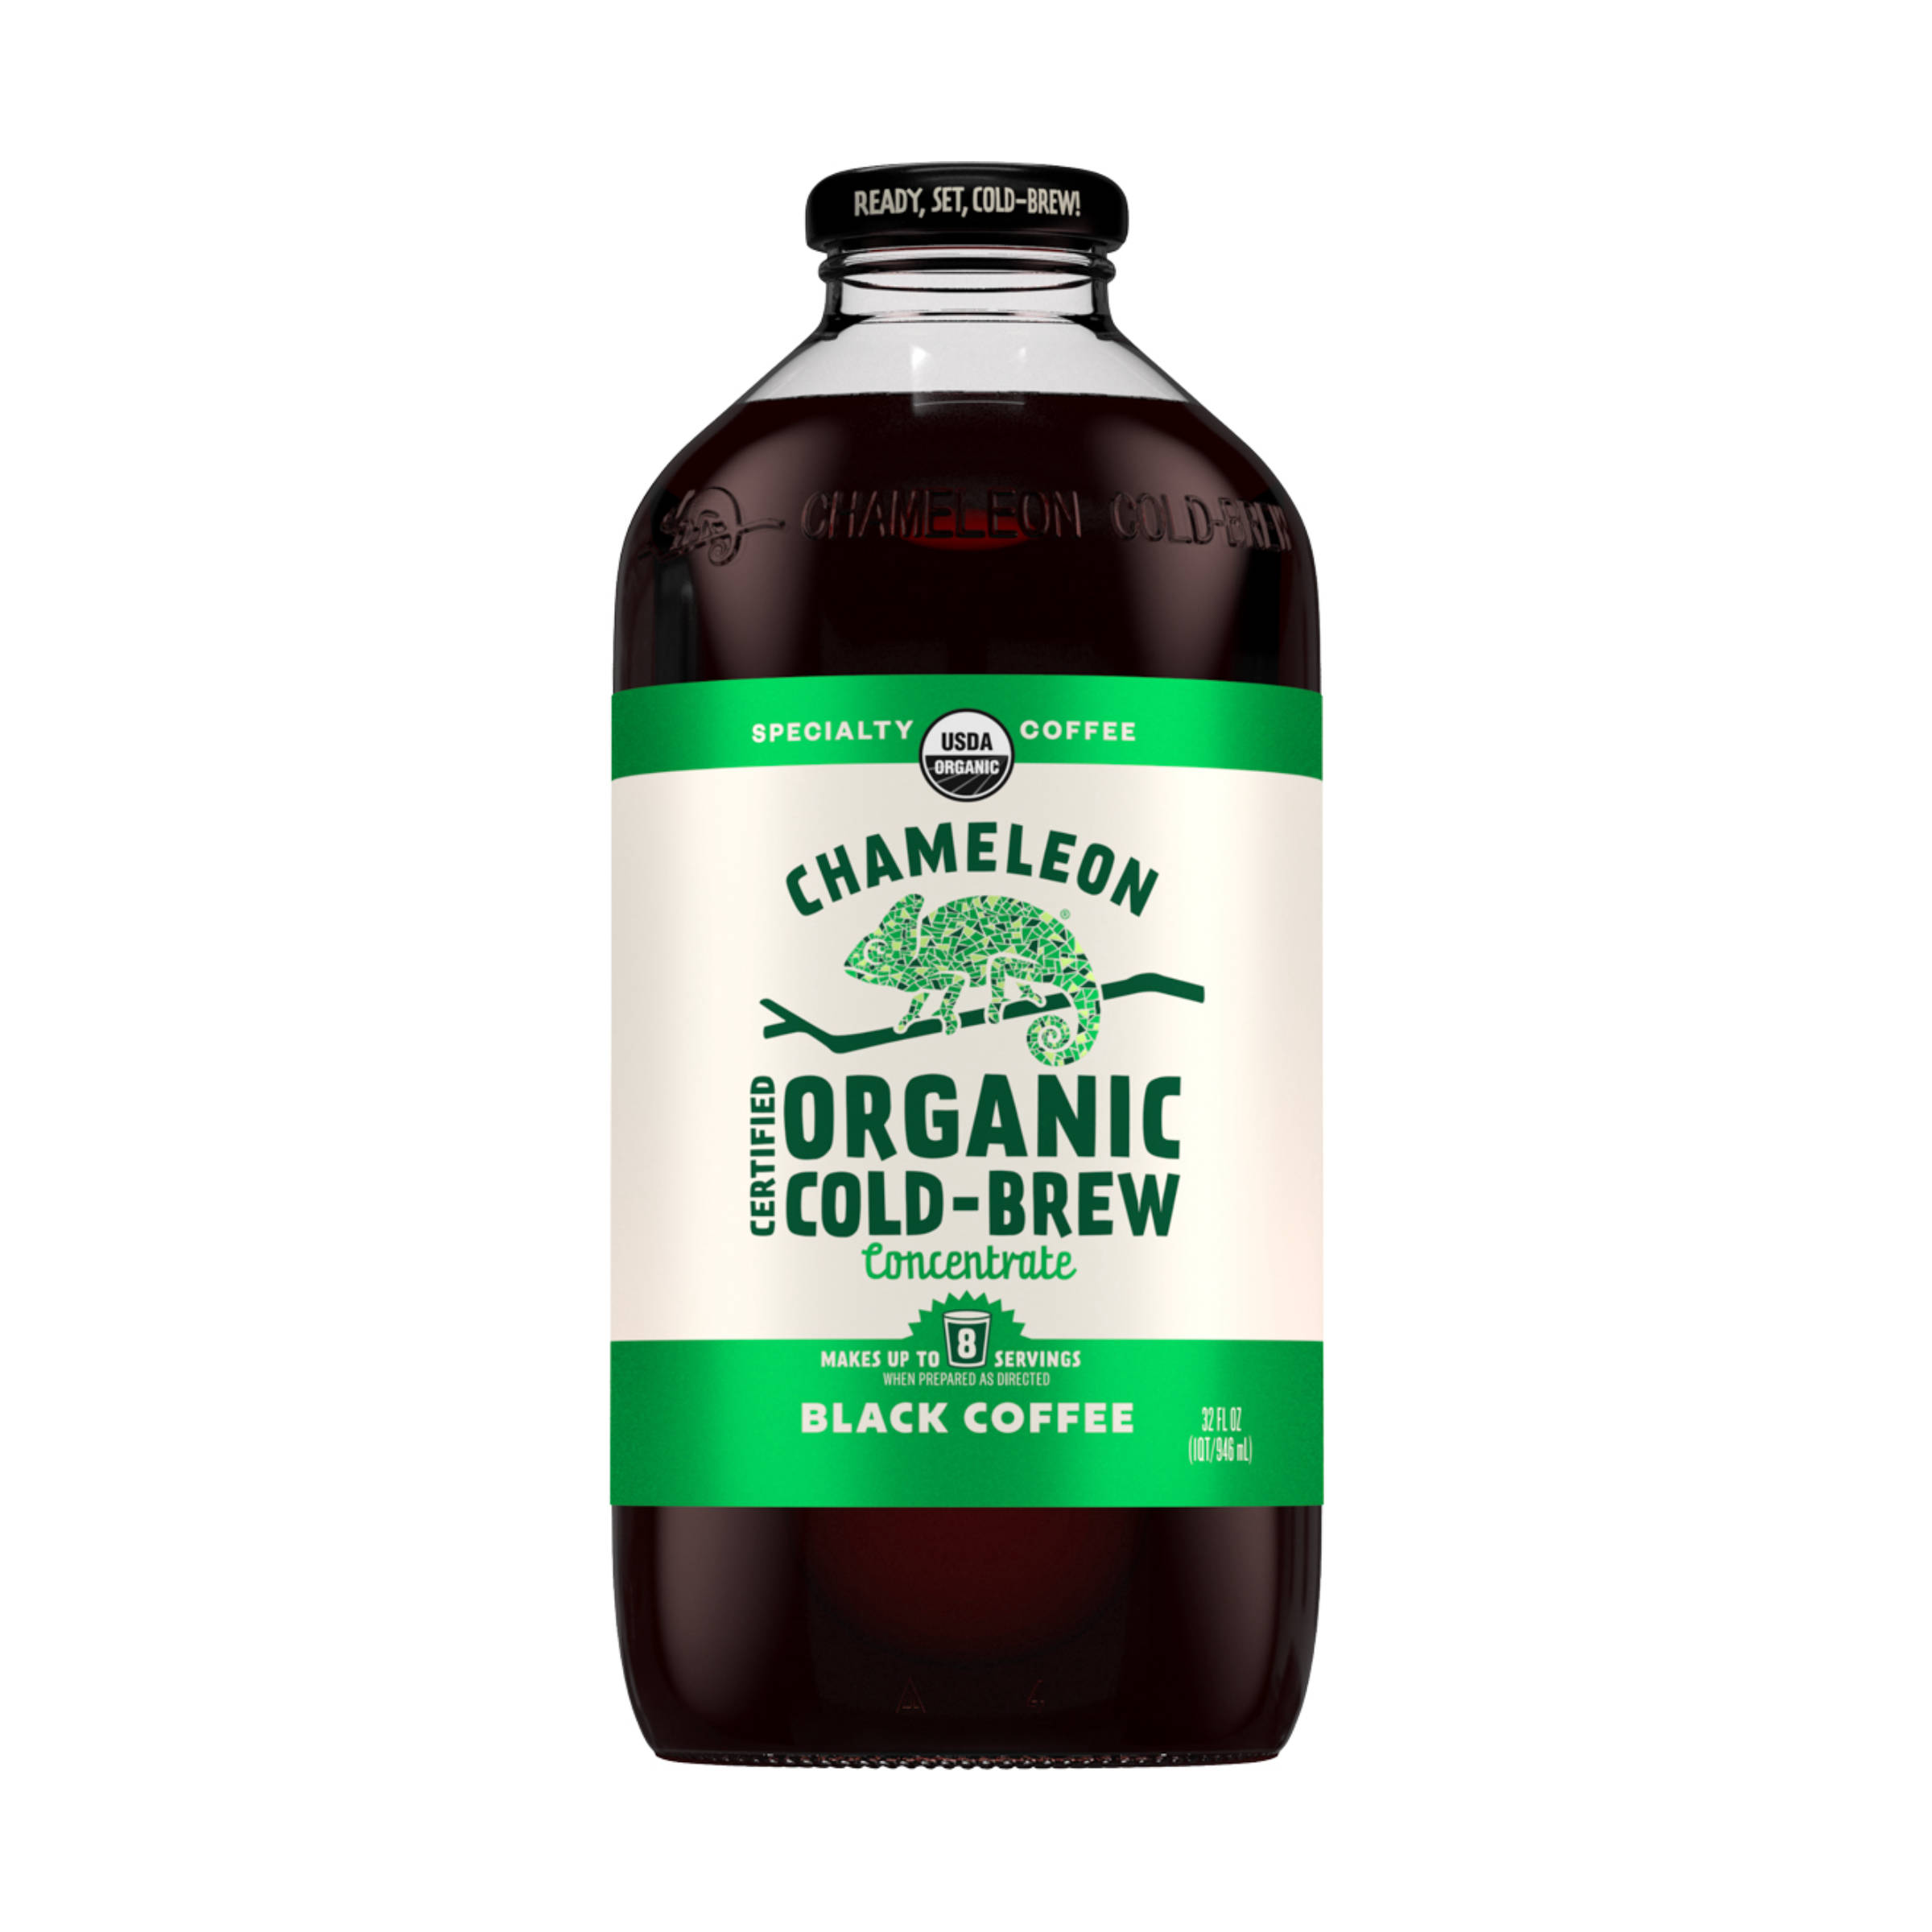 READY, SET, COLD-BREW!
CHAMELEON COLD-BREW
SPECIALTY COFFEE
USDA
ORGANIC
CHAMELEON
®
CERTIFIED
ORGANIC
COLD-BREW
Concentrate
MAKES UP TO 8 SERVINGS
WHEN PREPARED AS DIRECTED
BLACK COFFEE
32 FL OZ
(1QT/946 mL)
A 4